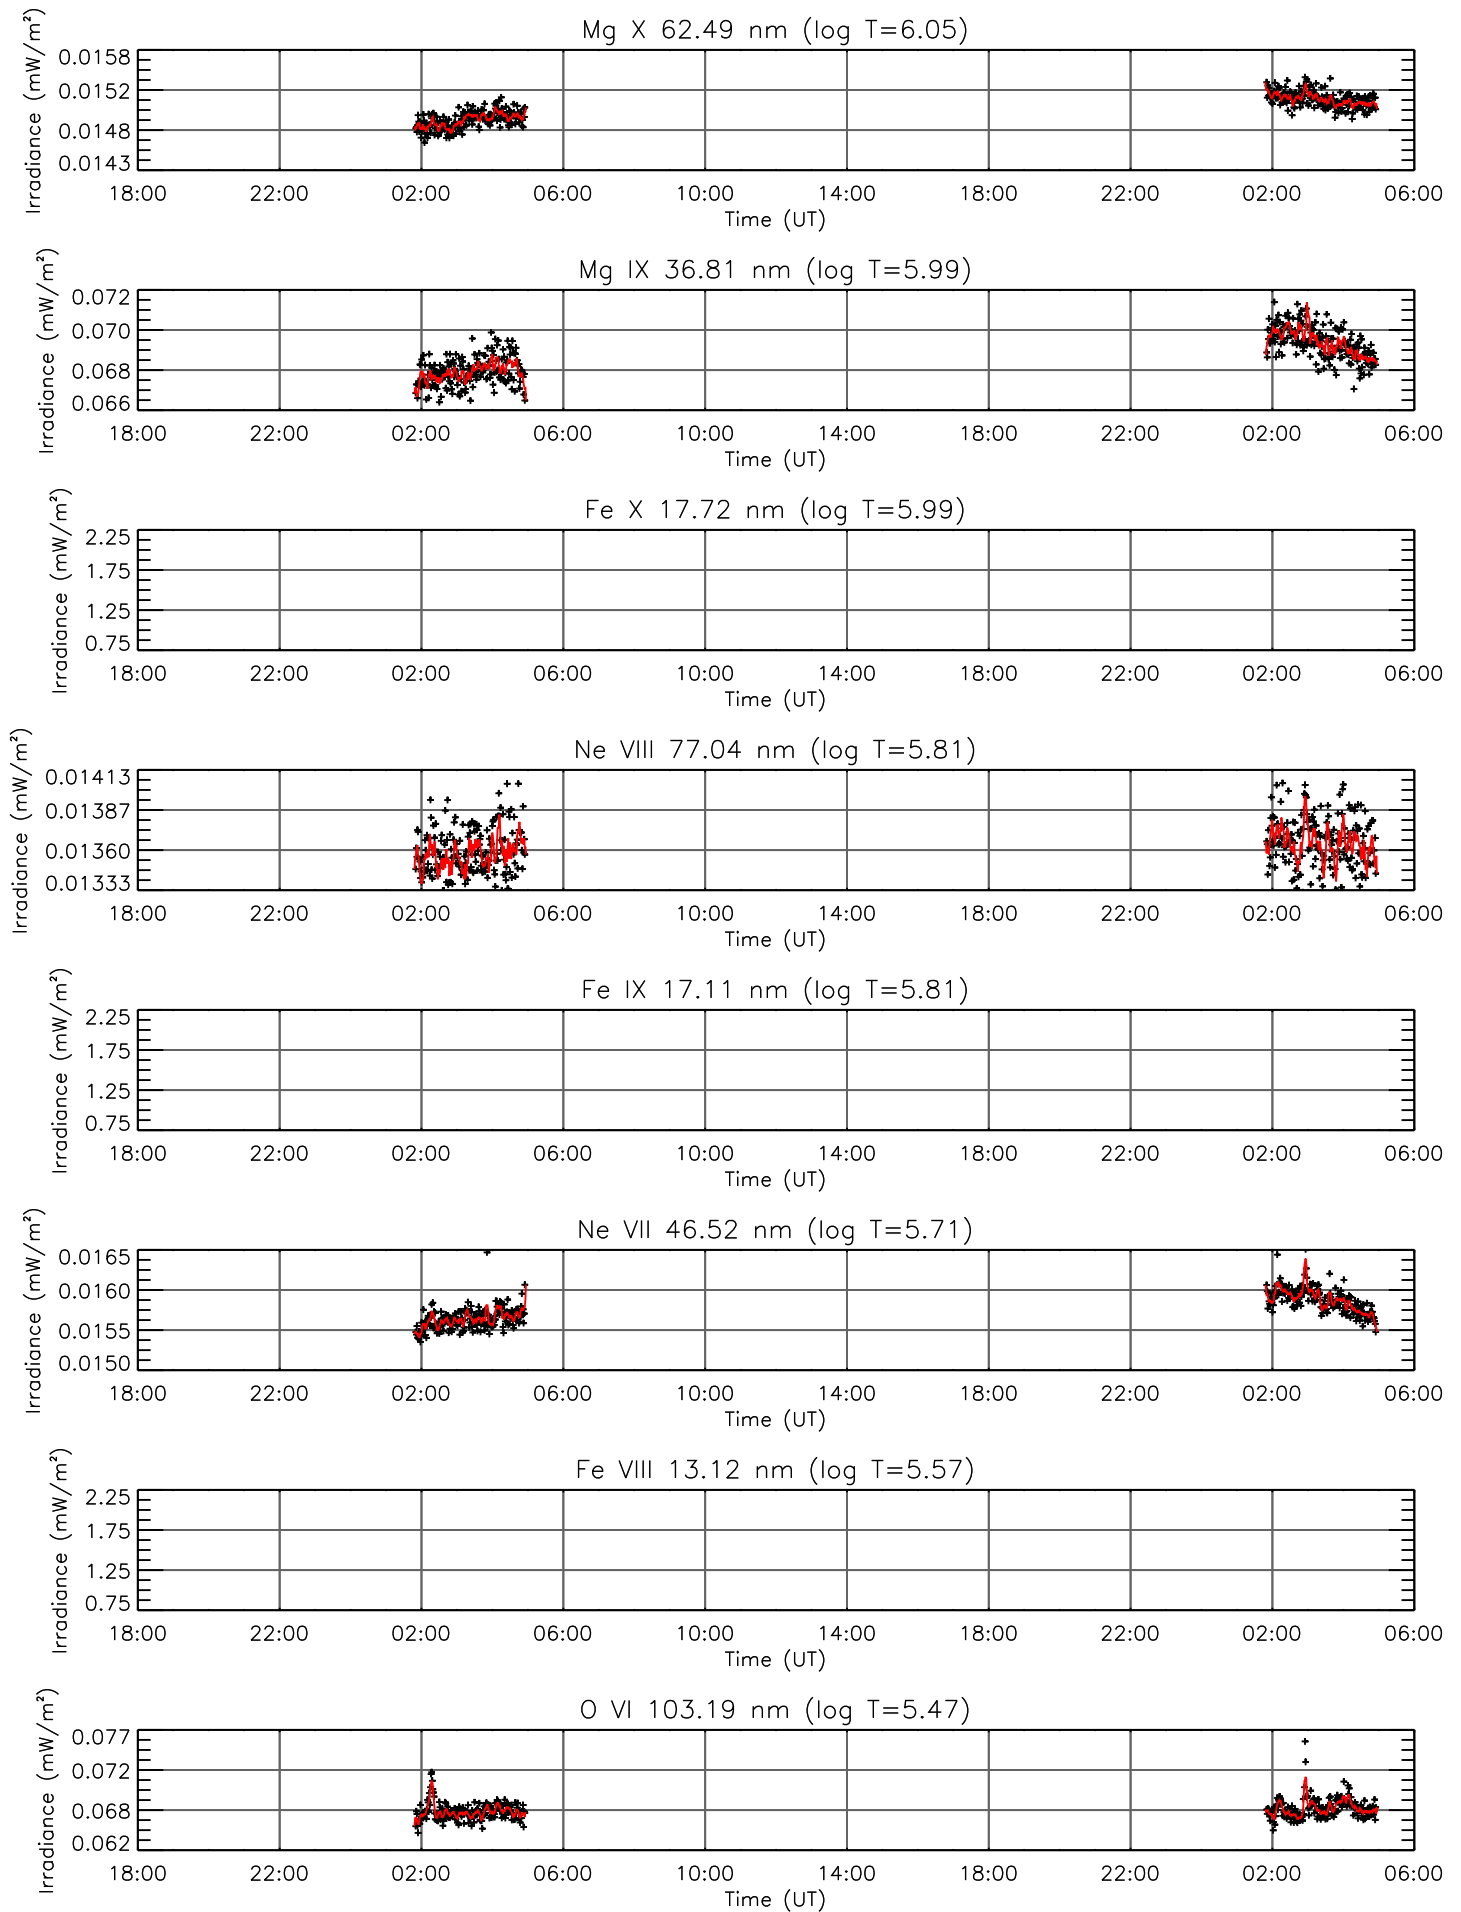 Mg X 62.49 nm (log T=6.05)
Irradiance (mW/m²)
0.0158
0.0152
0.0148
0.0143
18:00 22:00 02:00 06:00 10:00 14:00 18:00 22:00 02:00 06:00
Time (UT)
Mg IX 36.81 nm (log T=5.99)
Irradiance (mW/m²)
0.072
0.070
0.068
0.066
18:00 22:00 02:00 06:00 10:00 14:00 18:00 22:00 02:00 06:00
Time (UT)
Fe X 17.72 nm (log T=5.99)
Irradiance (mW/m²)
2.25
1.75
1.25
0.75
18:00 22:00 02:00 06:00 10:00 14:00 18:00 22:00 02:00 06:00
Time (UT)
Ne VIII 77.04 nm (log T=5.81)
Irradiance (mW/m²)
0.01413
0.01387
0.01360
0.01333
18:00 22:00 02:00 06:00 10:00 14:00 18:00 22:00 02:00 06:00
Time (UT)
Fe IX 17.11 nm (log T=5.81)
Irradiance (mW/m²)
2.25
1.75
1.25
0.75
18:00 22:00 02:00 06:00 10:00 14:00 18:00 22:00 02:00 06:00
Time (UT)
Ne VII 46.52 nm (log T=5.71)
Irradiance (mW/m²)
0.0165
0.0160
0.0155
0.0150
18:00 22:00 02:00 06:00 10:00 14:00 18:00 22:00 02:00 06:00
Time (UT)
Fe VIII 13.12 nm (log T=5.57)
Irradiance (mW/m²)
2.25
1.75
1.25
0.75
18:00 22:00 02:00 06:00 10:00 14:00 18:00 22:00 02:00 06:00
Time (UT)
O VI 103.19 nm (log T=5.47)
Irradiance (mW/m²)
0.077
0.072
0.068
0.062
18:00 22:00 02:00 06:00 10:00 14:00 18:00 22:00 02:00 06:00
Time (UT)